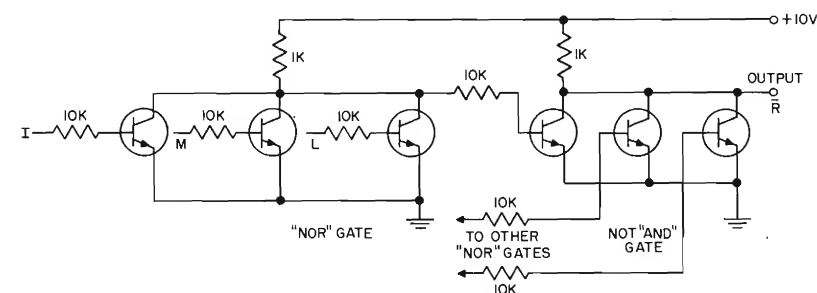 +10V
1K
1K
10K
OUTPUT
R̅
10K
10K
10K
I
M
L
10K
"NOR" GATE
TO OTHER
"NOR" GATES
NOT "AND"
GATE
10K